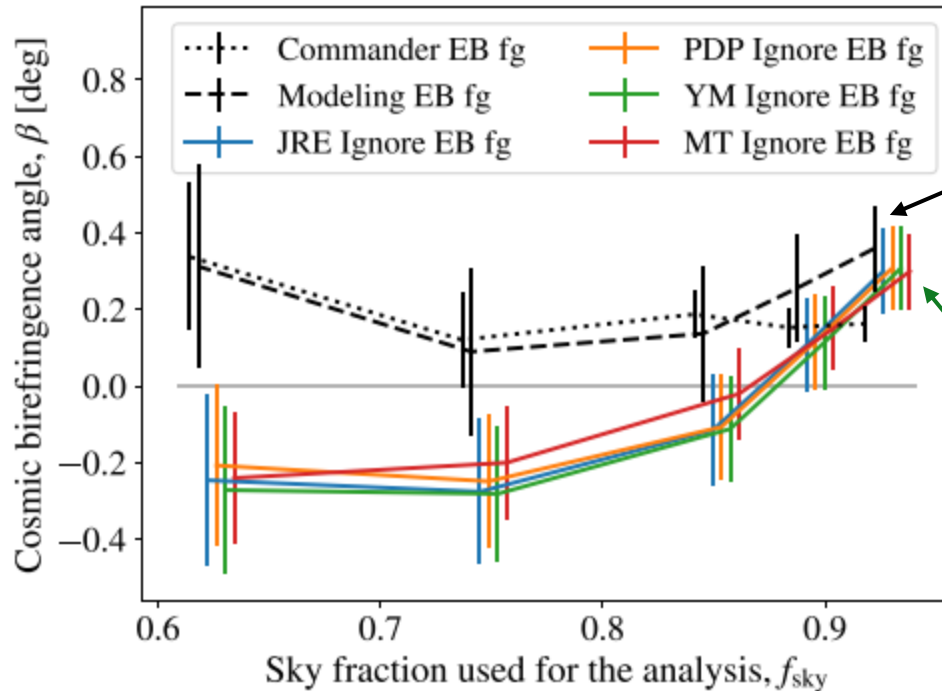 Cosmic birefringence angle, β [deg]
0.8
0.6
0.4
0.2
0.0
−0.2
−0.4
Commander EB fg
Modeling EB fg
JRE Ignore EB fg
PDP Ignore EB fg
YM Ignore EB fg
MT Ignore EB fg
0.6 0.7 0.8 0.9
Sky fraction used for the analysis, f_sky